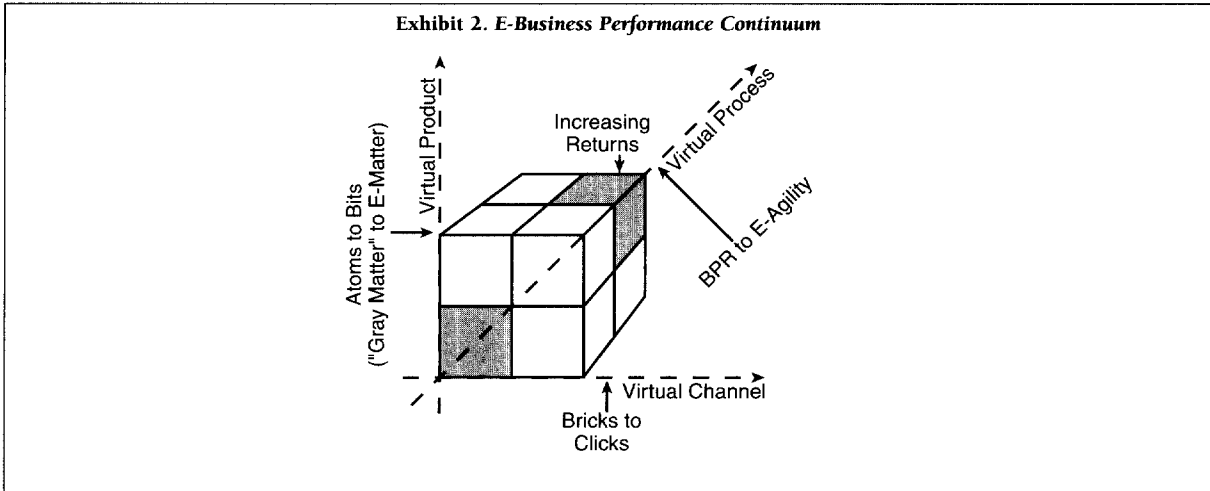 Exhibit 2. E-Business Performance Continuum
Virtual Product
Atoms to Bits
("Gray Matter" to E-Matter)
Increasing
Returns
Virtual Process
BPR to E-Agility
Virtual Channel
Bricks to
Clicks